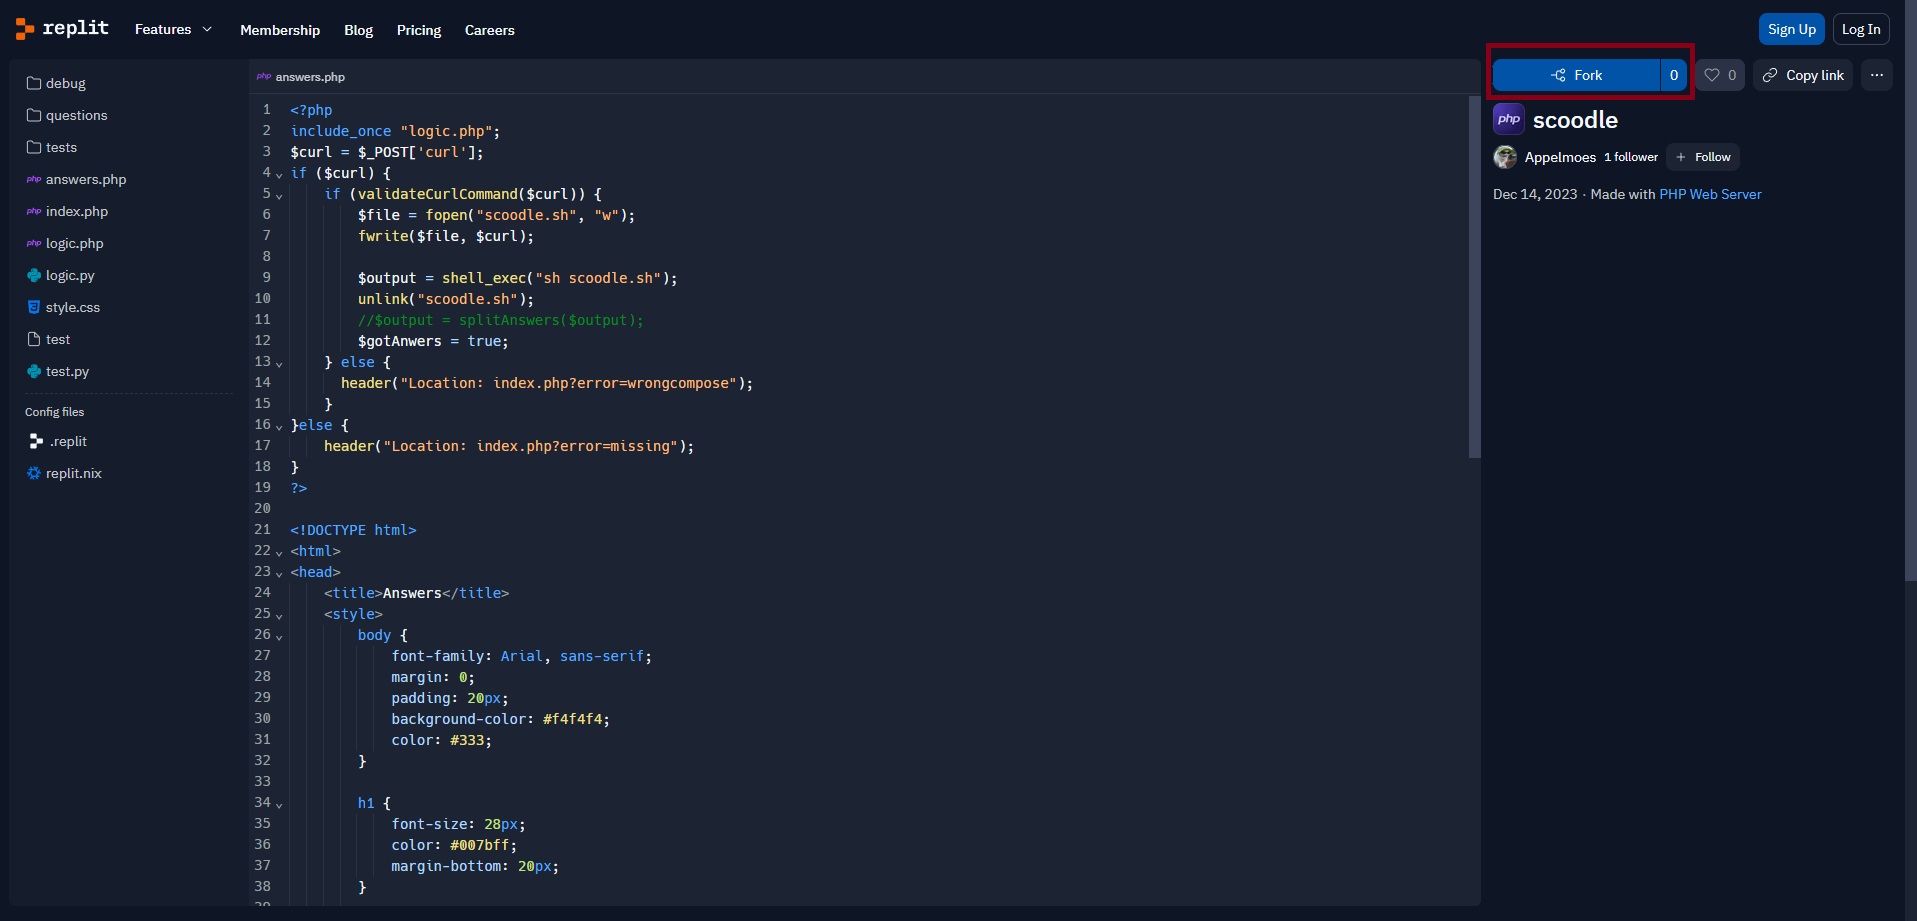 replit Features Membership Blog Pricing Careers Sign Up Log In
debug
questions
tests
php answers.php
php index.php
php logic.php
logic.py
style.css
test
test.py
Config files
.replit
replit.nix
php answers.php
1 <?php
2 include_once "logic.php";
3 $curl = $_POST['curl'];
4 if ($curl) {
5 if (validateCurlCommand($curl)) {
6 $file = fopen("scoodle.sh", "w");
7 fwrite($file, $curl);
8
9 $output = shell_exec("sh scoodle.sh");
10 unlink("scoodle.sh");
11 //$output = splitAnswers($output);
12 $gotAnwers = true;
13 } else {
14 header("Location: index.php?error=wrongcompose");
15 }
16 }else {
17 header("Location: index.php?error=missing");
18 }
19 ?>
20
21 <!DOCTYPE html>
22 <html>
23 <head>
24 <title>Answers</title>
25 <style>
26 body {
27 font-family: Arial, sans-serif;
28 margin: 0;
29 padding: 20px;
30 background-color: #f4f4f4;
31 color: #333;
32 }
33
34 h1 {
35 font-size: 28px;
36 color: #007bff;
37 margin-bottom: 20px;
38 }
Fork 0 0 Copy link ...
php scoodle
Appelmoes 1 follower + Follow
Dec 14, 2023 · Made with PHP Web Server